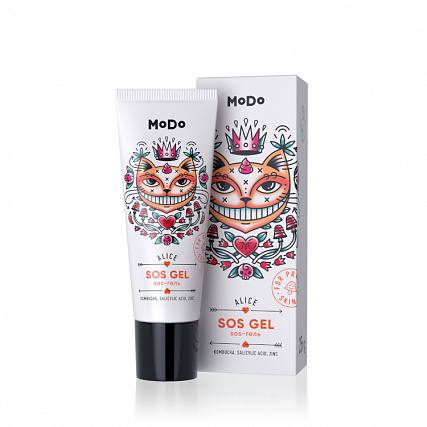 MoDo
ALICE
SOS GEL
sos-гель
KOMBUCHA, SALICYLIC ACID, ZINC
MoDo
FOR
SKIN
ALICE
SOS GEL
sos-гель
KOMBUCHA, SALICYLIC ACID, ZINC